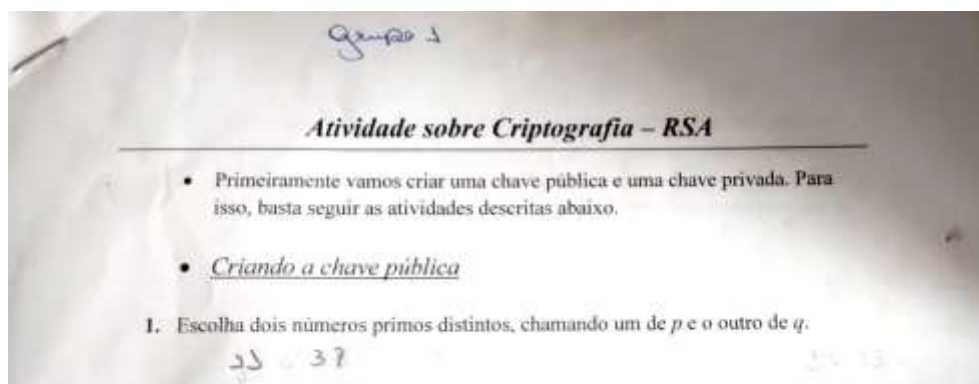 Grupo 1
Atividade sobre Criptografia – RSA
• Primeiramente vamos criar uma chave pública e uma chave privada. Para
isso, basta seguir as atividades descritas abaixo.
• Criando a chave pública
1. Escolha dois números primos distintos, chamando um de p e o outro de q.
37